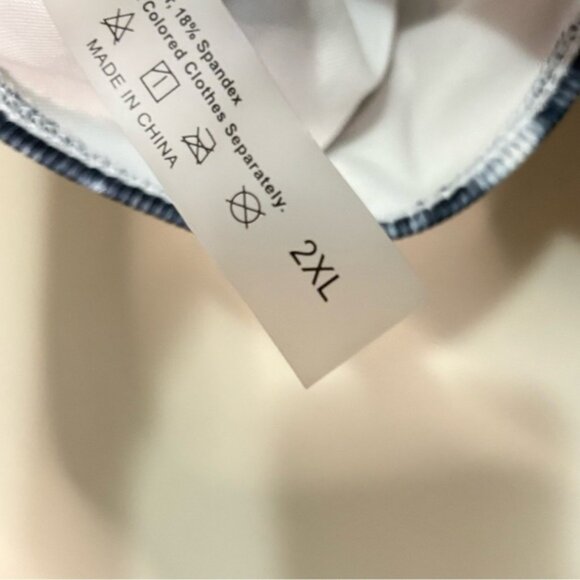 , 18% Spandex
Colored Clothes Separately.
MADE IN CHINA
2XL